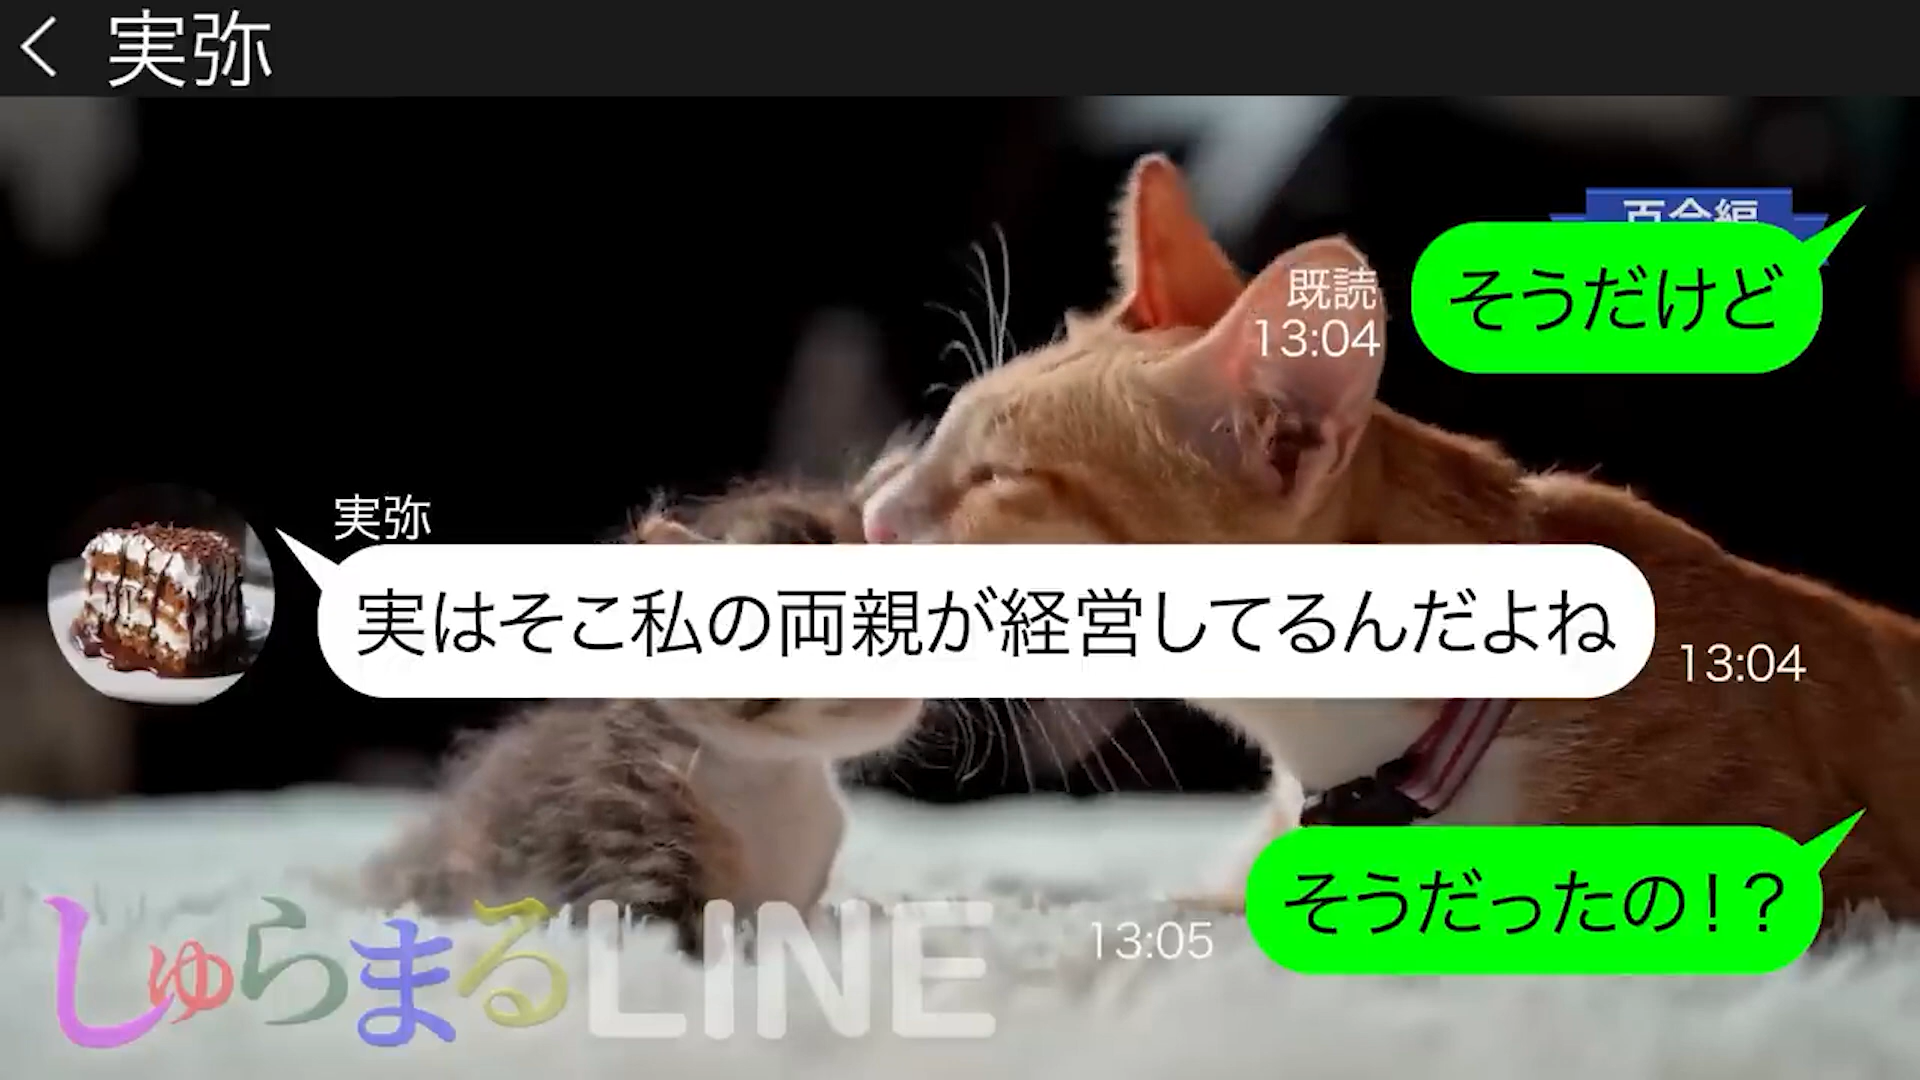 実弥
既読
13:04
そうだけど
実弥
実はそこ私の両親が経営してるんだよね
13:04
13:05
そうだったの!?
しゅらまるLINE